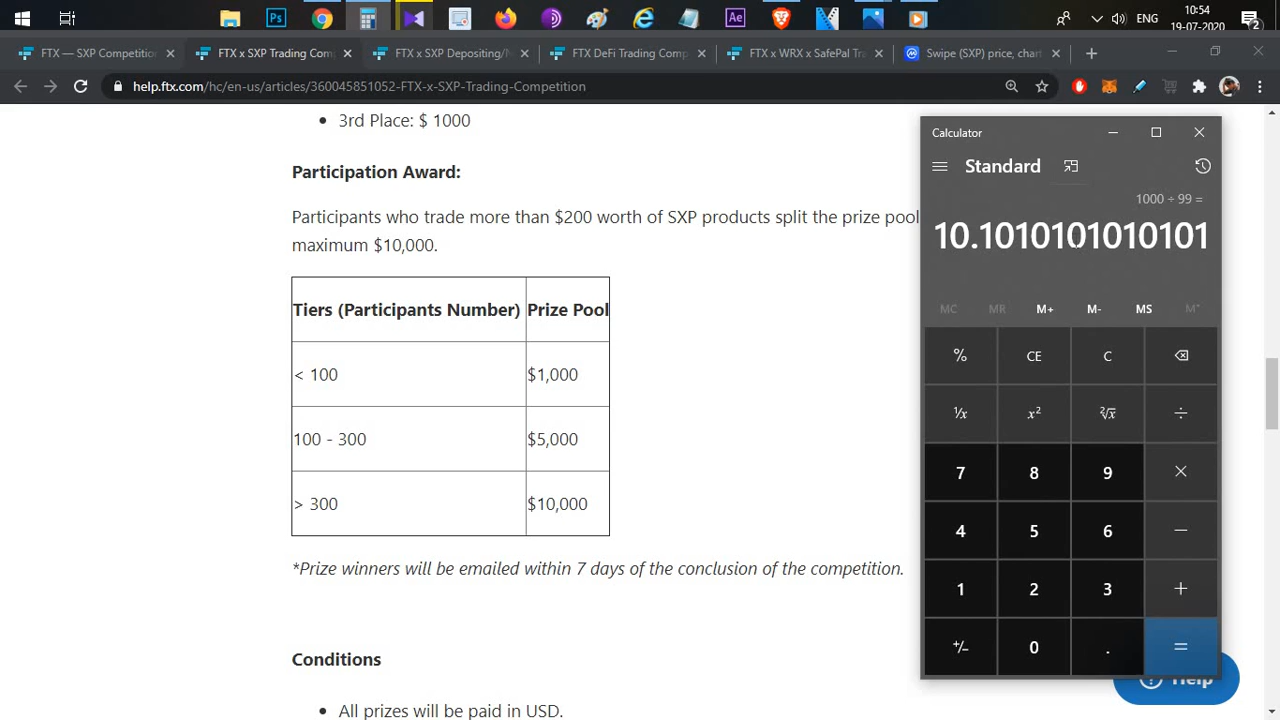 10:54
ENG
19-07-2020
2
FTX — SXP Competitio
FTX x SXP Trading Com
FTX x SXP Depositing/
FTX DeFi Trading Comp
FTX x WRX x SafePal Tra
Swipe (SXP) price, chart
help.ftx.com/hc/en-us/articles/360045851052-FTX-x-SXP-Trading-Competition
• 3rd Place: $ 1000
Participation Award:
Participants who trade more than $200 worth of SXP products split the prize pool
maximum $10,000.
Tiers (Participants Number) Prize Pool
< 100 $1,000
100 - 300 $5,000
> 300 $10,000
*Prize winners will be emailed within 7 days of the conclusion of the competition.
Conditions
• All prizes will be paid in USD.
Calculator
Standard
1000 ÷ 99 =
10.1010101010101
MC MR M+ M- MS M˅
% CE C
¹/x x² ²√x ÷
7 8 9 ×
4 5 6 −
1 2 3 +
+/− 0 . =
Help